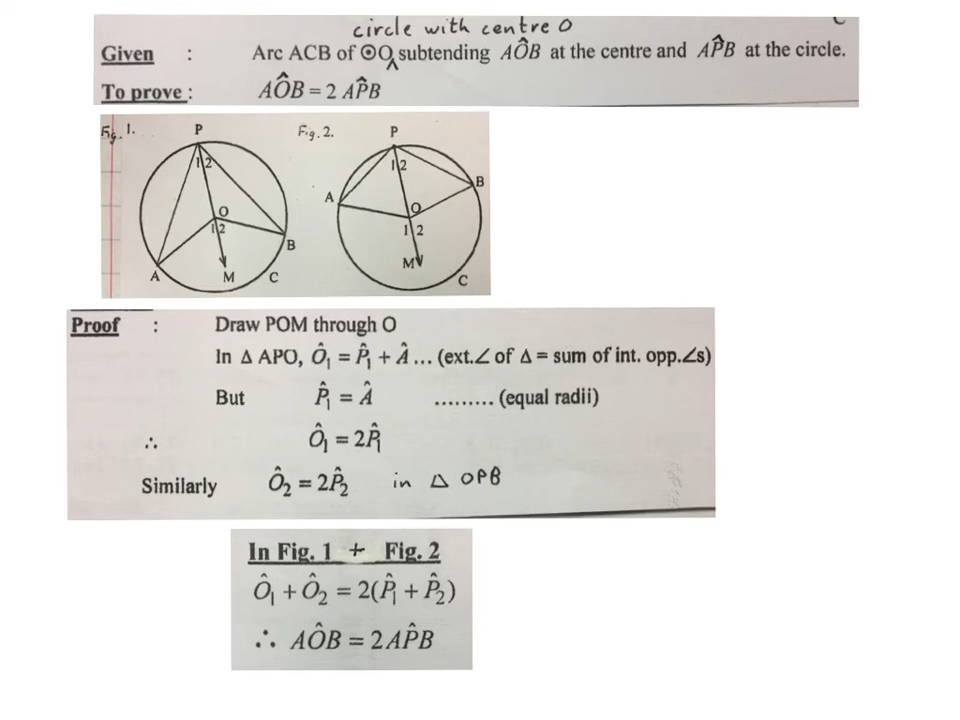 circle with centre O
Given : Arc ACB of ⊙O ∧ subtending AÔB at the centre and AP̂B at the circle.
To prove : AÔB = 2 AP̂B
Fig. 1. P Fig. 2. P
1 2 1 2
B
A
O O
1 2 1 2
B
M
A M C C
Proof : Draw POM through O
In Δ APO, Ô₁ = P̂₁ + Â ... (ext.∠ of Δ = sum of int. opp.∠s)
But P̂₁ = Â ......... (equal radii)
∴ Ô₁ = 2P̂₁
Similarly Ô₂ = 2P̂₂ in Δ OPB
In Fig. 1 + Fig. 2
Ô₁ + Ô₂ = 2(P̂₁ + P̂₂)
∴ AÔB = 2AP̂B